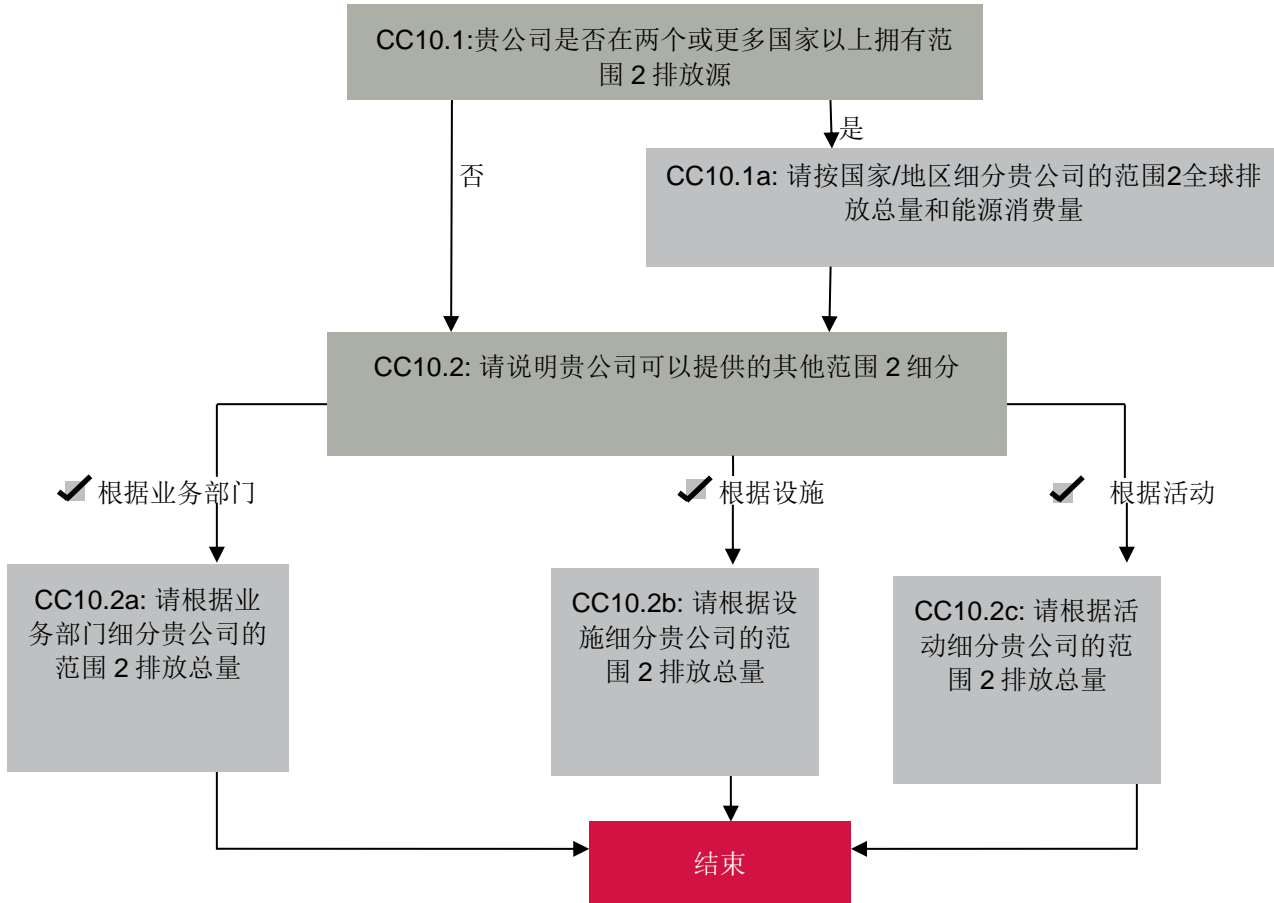 CC10.1:贵公司是否在两个或更多国家以上拥有范
围 2 排放源
是
否
CC10.1a: 请按国家/地区细分贵公司的范围2全球排
放总量和能源消费量
CC10.2: 请说明贵公司可以提供的其他范围 2 细分
根据业务部门
根据设施
根据活动
CC10.2a: 请根据业
务部门细分贵公司的
范围 2 排放总量
CC10.2b: 请根据设
施细分贵公司的范
围 2 排放总量
CC10.2c: 请根据活
动细分贵公司的范
围 2 排放总量
结束